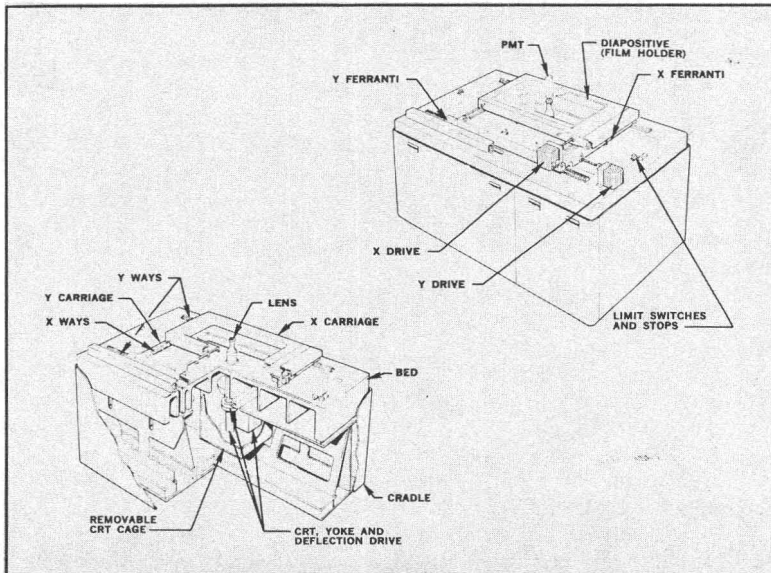 PMT
DIAPOSITIVE
(FILM HOLDER)
Y FERRANTI
X FERRANTI
X DRIVE
Y DRIVE
LIMIT SWITCHES
AND STOPS
Y WAYS
Y CARRIAGE
X WAYS
LENS
X CARRIAGE
BED
CRADLE
REMOVABLE
CRT CAGE
CRT, YOKE AND
DEFLECTION DRIVE